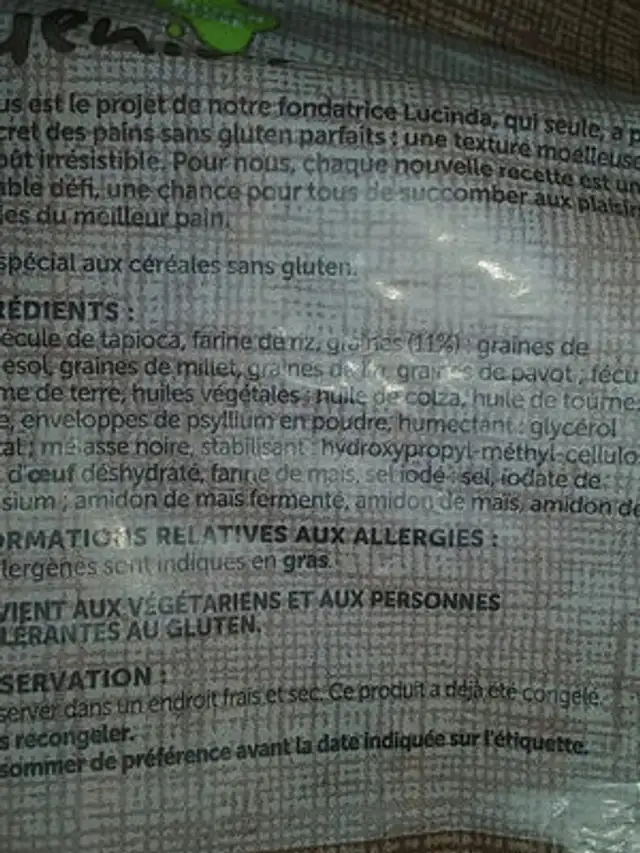 us est le projet de notre fondatrice Lucinda, qui seule, a p
cret des pains sans gluten parfaits : une texture moelleuse
oût irrésistible. Pour nous, chaque nouvelle recette est un
able défi, une chance pour tous de succomber aux plaisir
es du meilleur pain.
spécial aux céréales sans gluten.
RÉDIENTS :
écule de tapioca, farine de riz, graines (11%) : graines de
esol, graines de millet, graines de lin, graines de pavot ; fécu
me de terre, huiles végétales : huile de colza, huile de tourne
e, enveloppes de psyllium en poudre, humectant : glycérol
tal ; mélasse noire, stabilisant : hydroxypropyl-méthyl-cellulo
d'œuf déshydraté, farine de maïs, sel iodé : sel, iodate de
sium ; amidon de maïs fermenté, amidon de maïs, amidon de
ORMATIONS RELATIVES AUX ALLERGIES :
lergènes sont indiqués en gras.
VIENT AUX VÉGÉTARIENS ET AUX PERSONNES
LÉRANTES AU GLUTEN.
SERVATION :
server dans un endroit frais et sec. Ce produit a déjà été congelé,
s recongeler.
sommer de préférence avant la date indiquée sur l'étiquette.